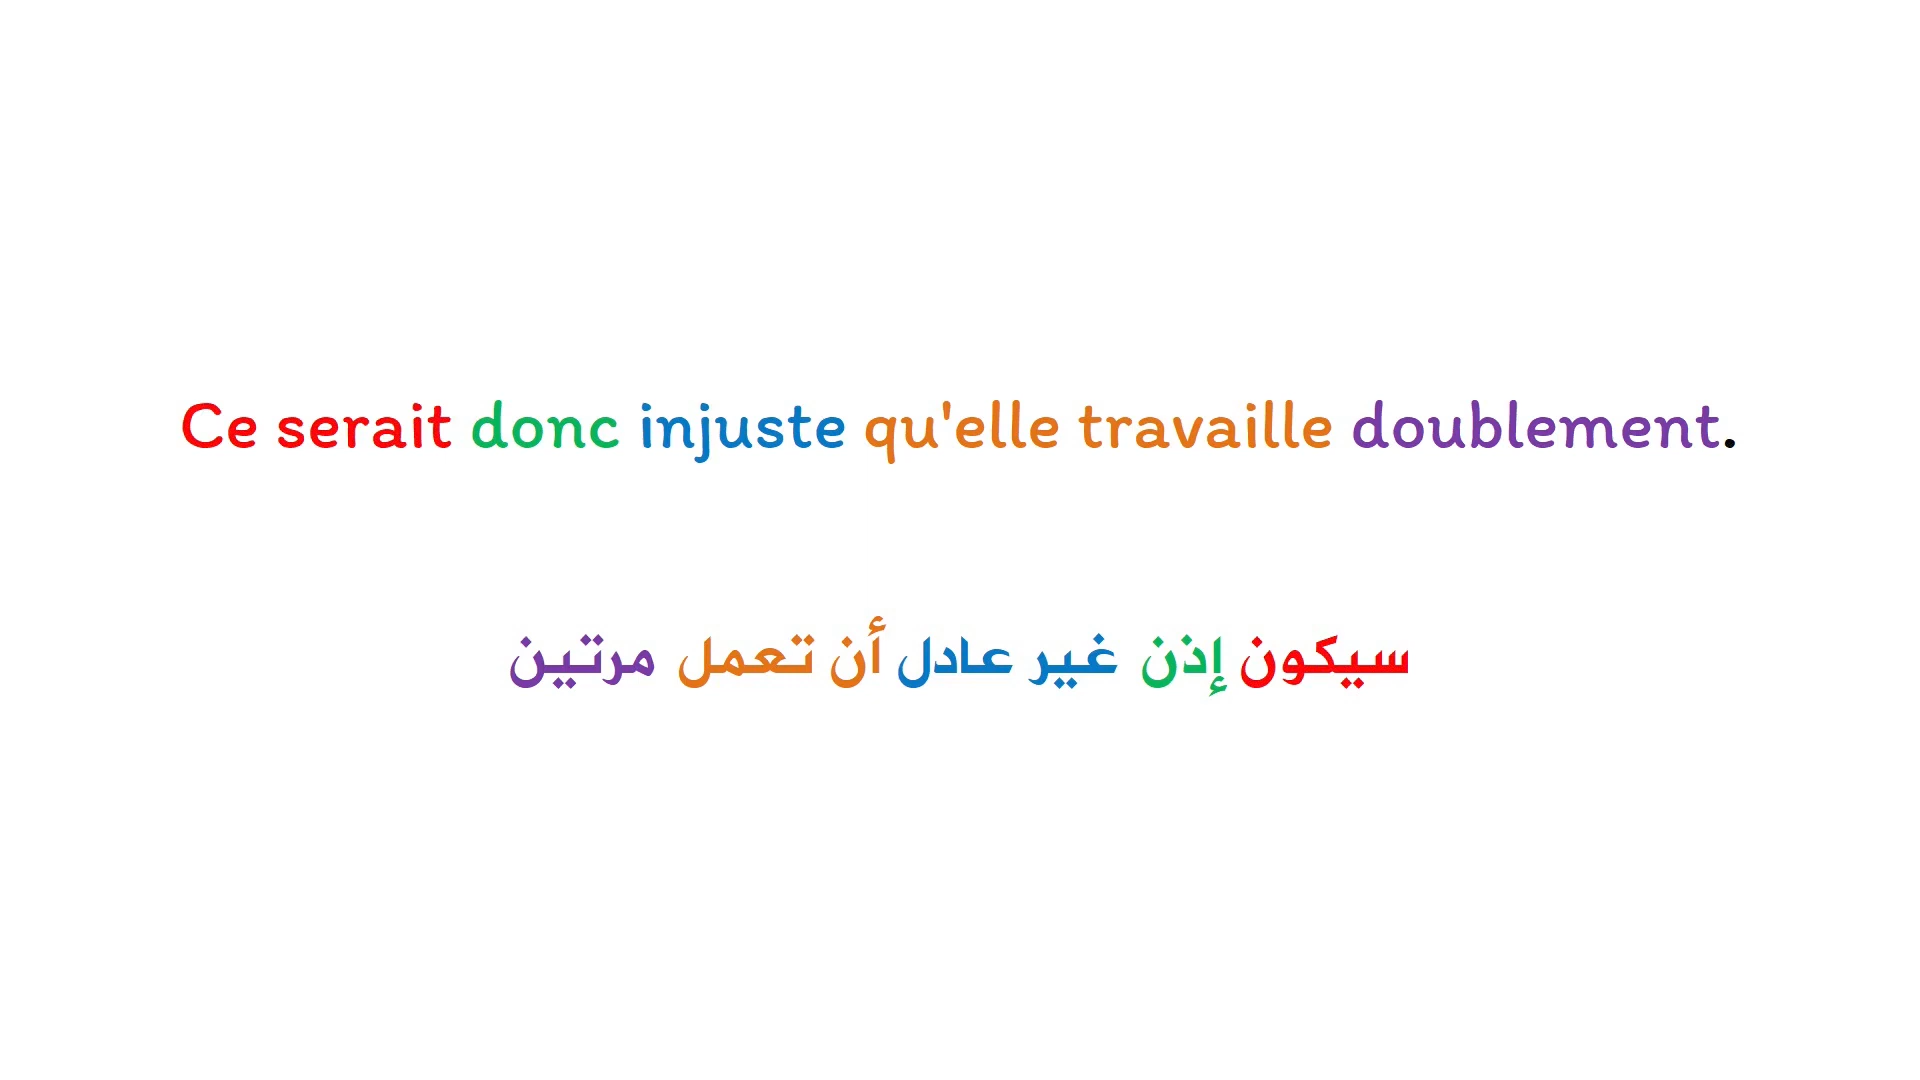 Ce serait donc injuste qu'elle travaille doublement.
سيكون إذن غير عادل أن تعمل مرتين